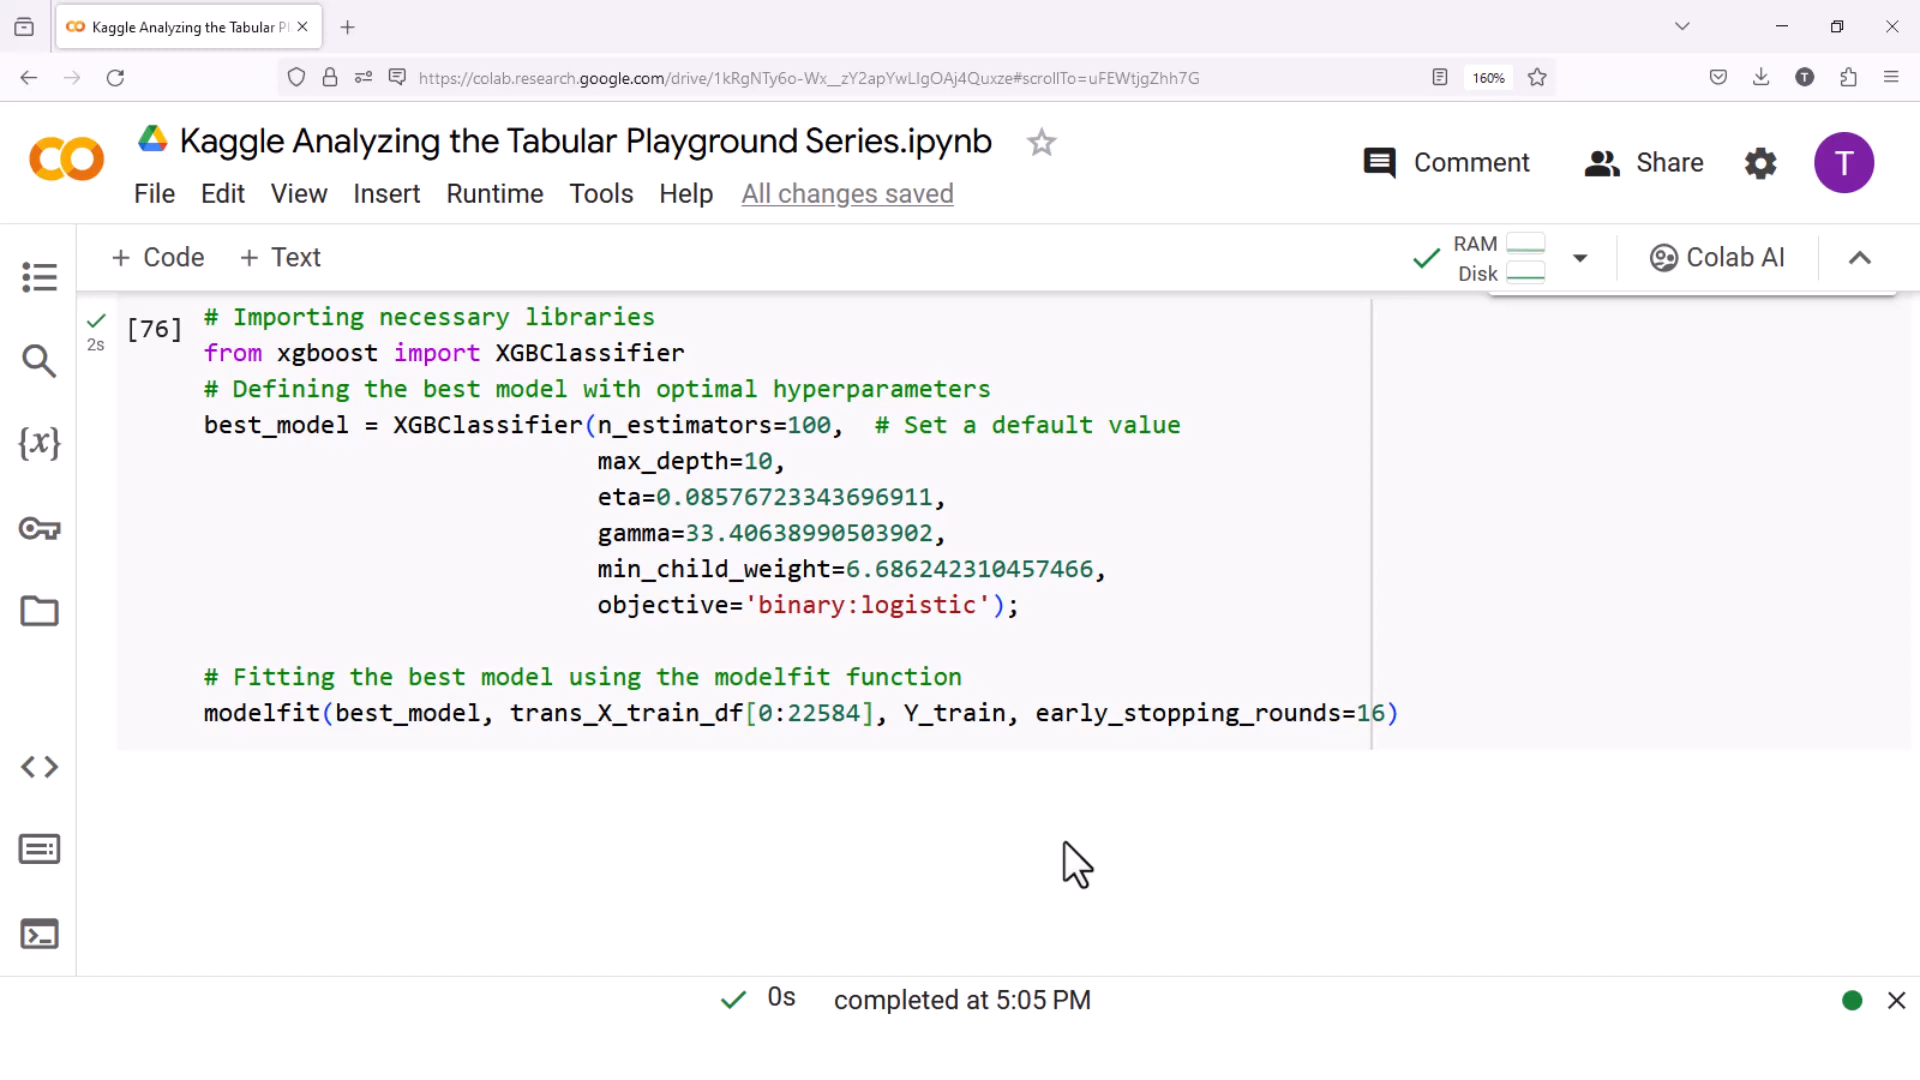 Kaggle Analyzing the Tabular Pl
https://colab.research.google.com/drive/1kRgNTy6o-Wx__zY2apYwLIgOAj4Quxze#scrollTo=uFEWtjgZhh7G
160%
T
Kaggle Analyzing the Tabular Playground Series.ipynb
Comment
Share
T
File Edit View Insert Runtime Tools Help All changes saved
+ Code + Text
RAM
Disk
Colab AI
2s
[76]
# Importing necessary libraries
from xgboost import XGBClassifier
# Defining the best model with optimal hyperparameters
best_model = XGBClassifier(n_estimators=100,  # Set a default value
max_depth=10,
eta=0.08576723343696911,
gamma=33.40638990503902,
min_child_weight=6.686242310457466,
objective='binary:logistic');
# Fitting the best model using the modelfit function
modelfit(best_model, trans_X_train_df[0:22584], Y_train, early_stopping_rounds=16)
{x}
0s completed at 5:05 PM